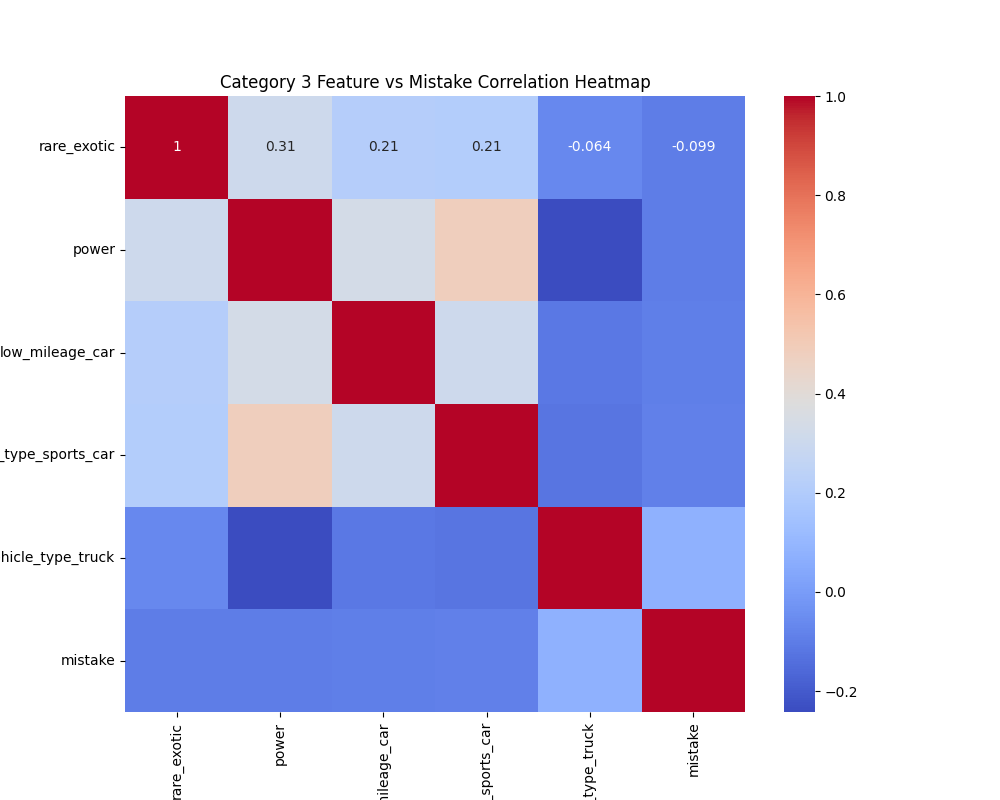 Category 3 Feature vs Mistake Correlation Heatmap
rare_exotic
1 0.31 0.21 0.21 -0.064 -0.099
power
low_mileage_car
_type_sports_car
hicle_type_truck
mistake
rare_exotic
power
mileage_car
_sports_car
_type_truck
mistake
1.0
0.8
0.6
0.4
0.2
0.0
−0.2